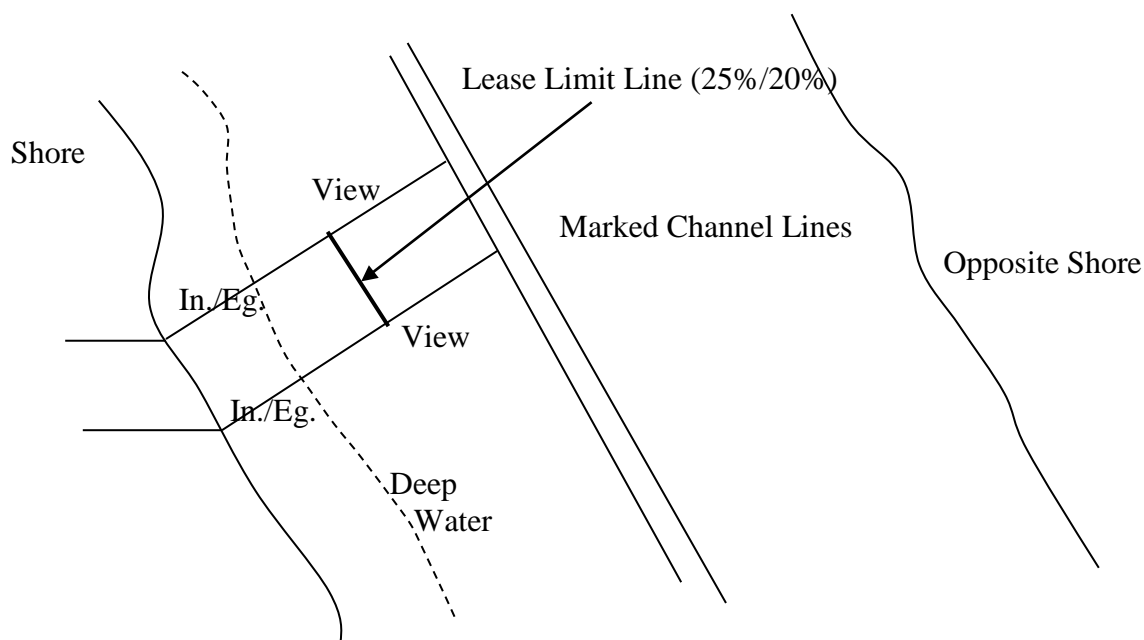 Lease Limit Line (25%/20%)
Shore
View
Marked Channel Lines
Opposite Shore
In./Eg.
View
In./Eg.
Deep
Water